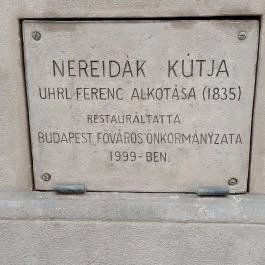 NEREIDÁK KÚTJA
UHRL FERENC ALKOTÁSA (1835)
RESTAURÁLTATTA
BUDAPEST FŐVÁROS ÖNKORMÁNYZATA
1999-BEN